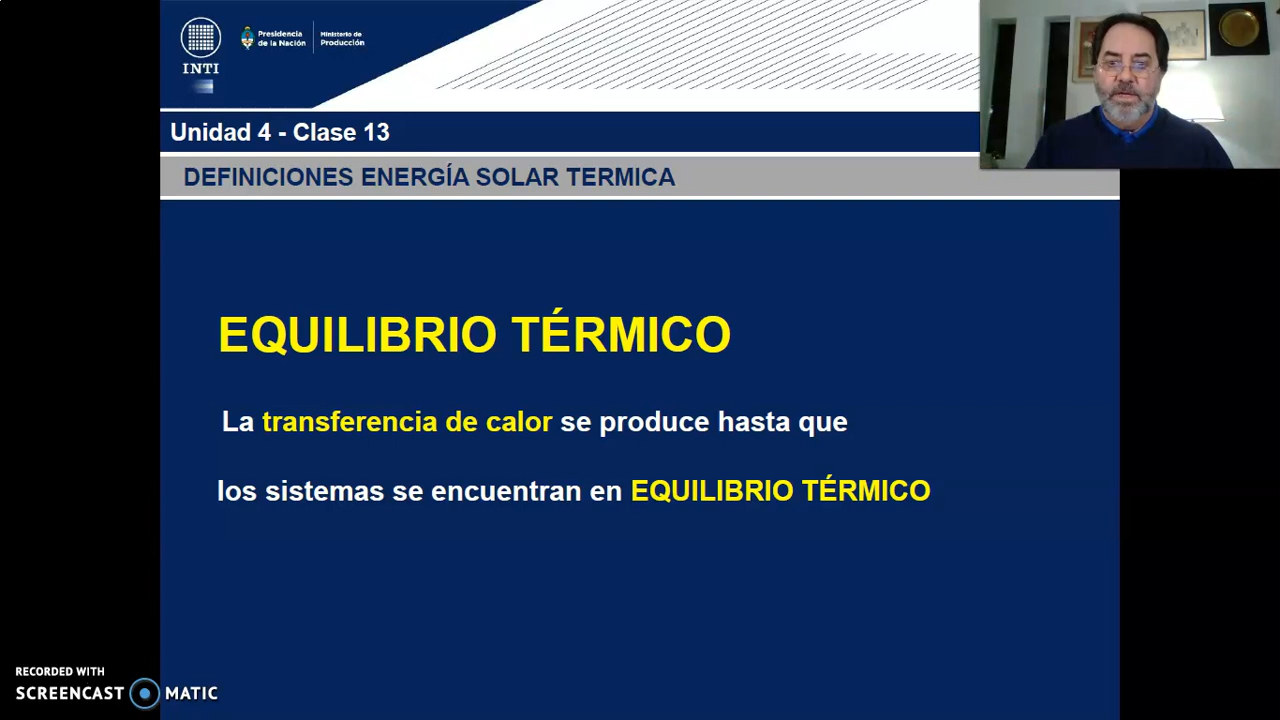 INTI
Presidencia
de la Nación
Ministerio de
Producción
Unidad 4 - Clase 13
DEFINICIONES ENERGÍA SOLAR TERMICA
EQUILIBRIO TÉRMICO
La transferencia de calor se produce hasta que
los sistemas se encuentran en EQUILIBRIO TÉRMICO
RECORDED WITH
SCREENCAST MATIC